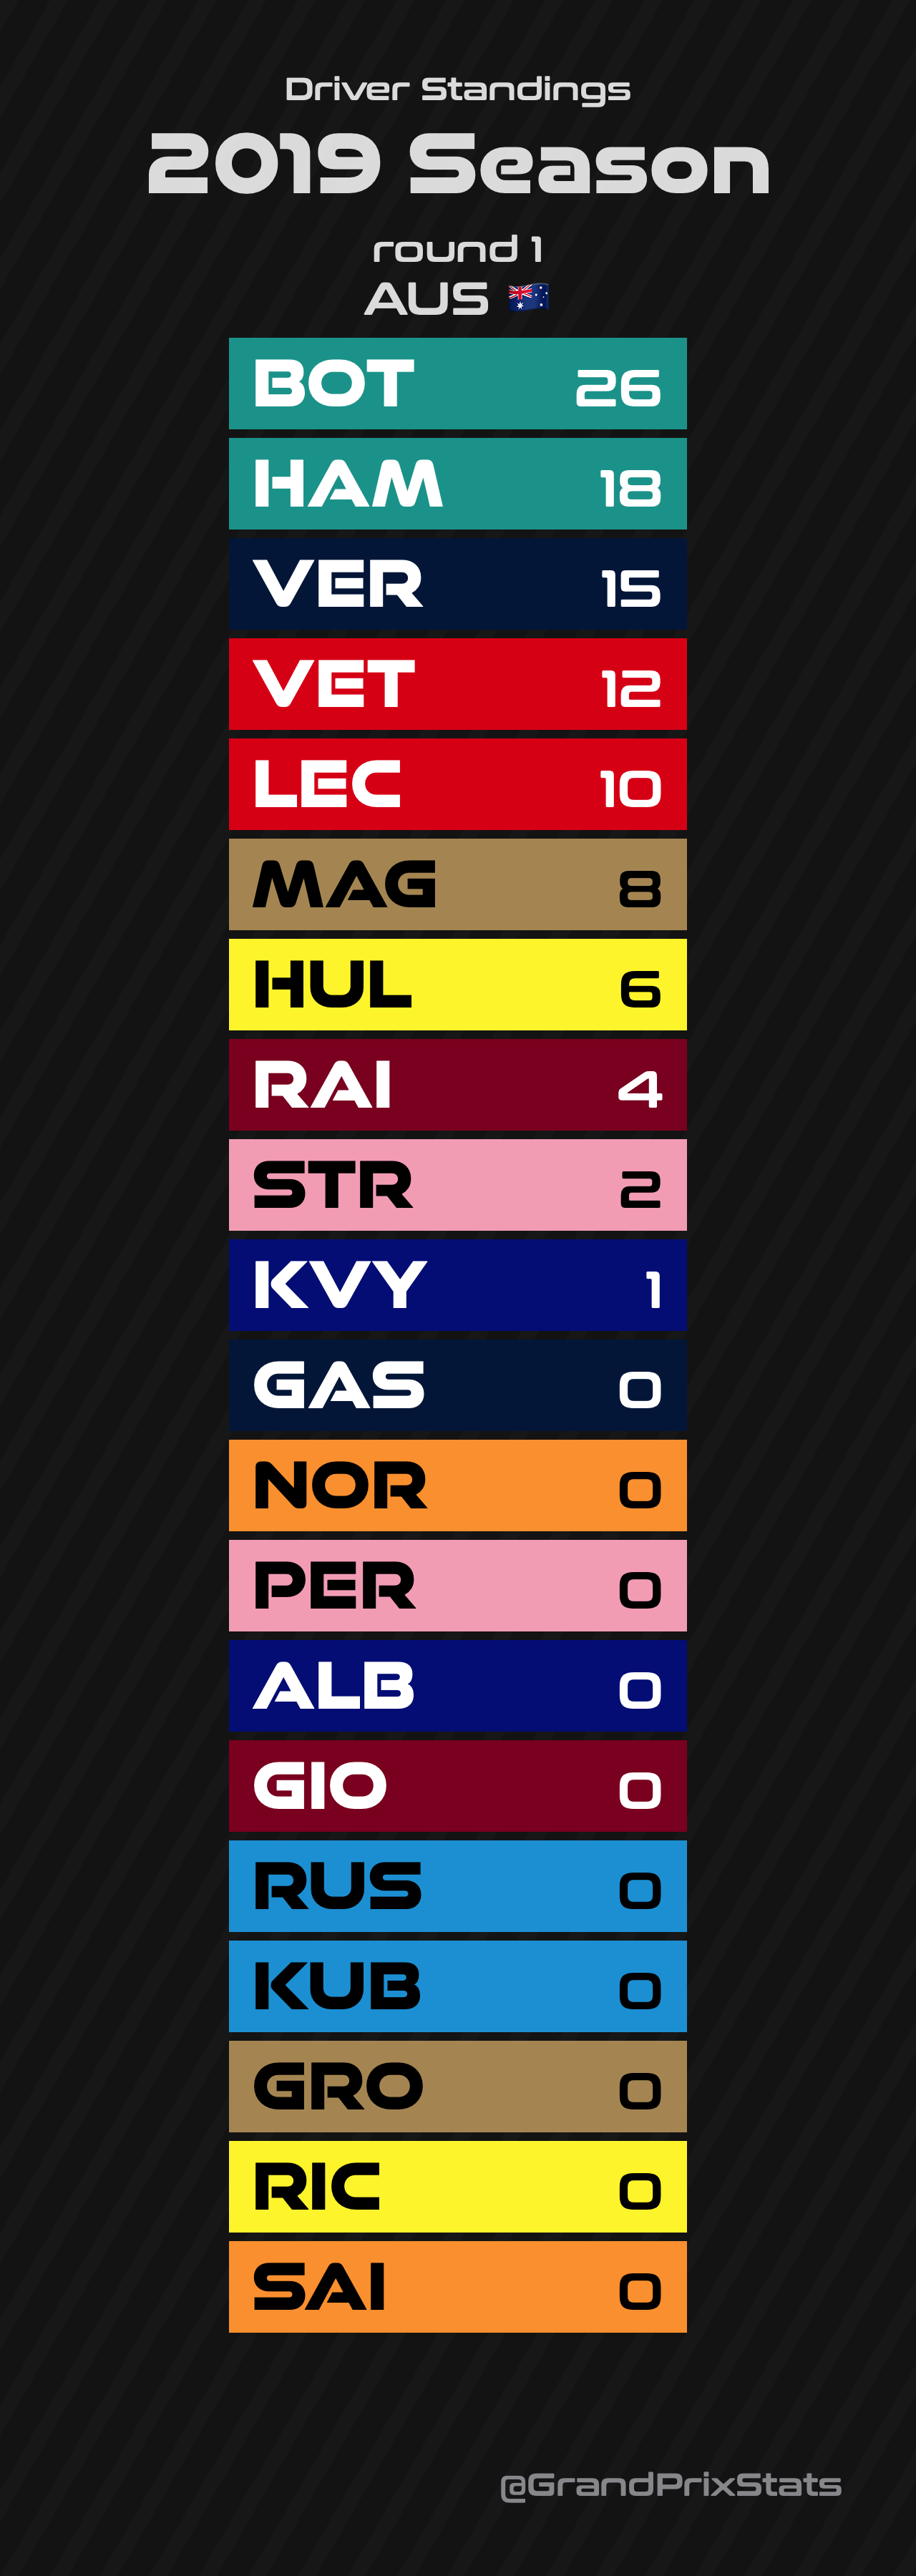 Driver Standings
2019 Season
round 1
AUS 🇦🇺
BOT 26
HAM 18
VER 15
VET 12
LEC 10
MAG 8
HUL 6
RAI 4
STR 2
KVY 1
GAS 0
NOR 0
PER 0
ALB 0
GIO 0
RUS 0
KUB 0
GRO 0
RIC 0
SAI 0
@GrandPrixStats